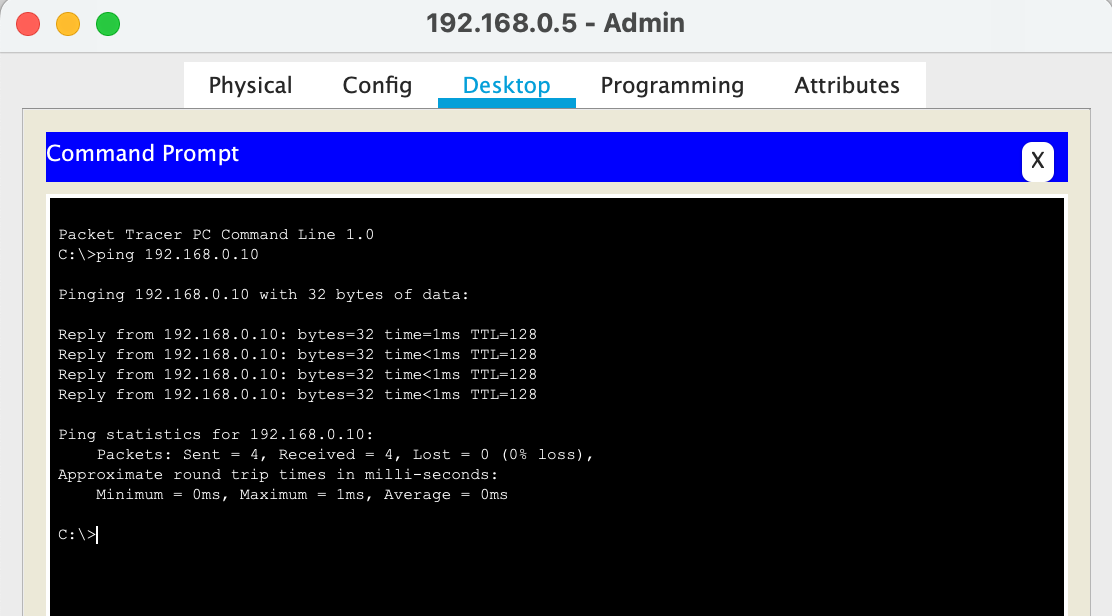 192.168.0.5 - Admin
Physical Config Desktop Programming Attributes
Command Prompt
X
Packet Tracer PC Command Line 1.0
C:\>ping 192.168.0.10
Pinging 192.168.0.10 with 32 bytes of data:
Reply from 192.168.0.10: bytes=32 time=1ms TTL=128
Reply from 192.168.0.10: bytes=32 time<1ms TTL=128
Reply from 192.168.0.10: bytes=32 time<1ms TTL=128
Reply from 192.168.0.10: bytes=32 time<1ms TTL=128
Ping statistics for 192.168.0.10:
    Packets: Sent = 4, Received = 4, Lost = 0 (0% loss),
Approximate round trip times in milli-seconds:
    Minimum = 0ms, Maximum = 1ms, Average = 0ms
C:\>